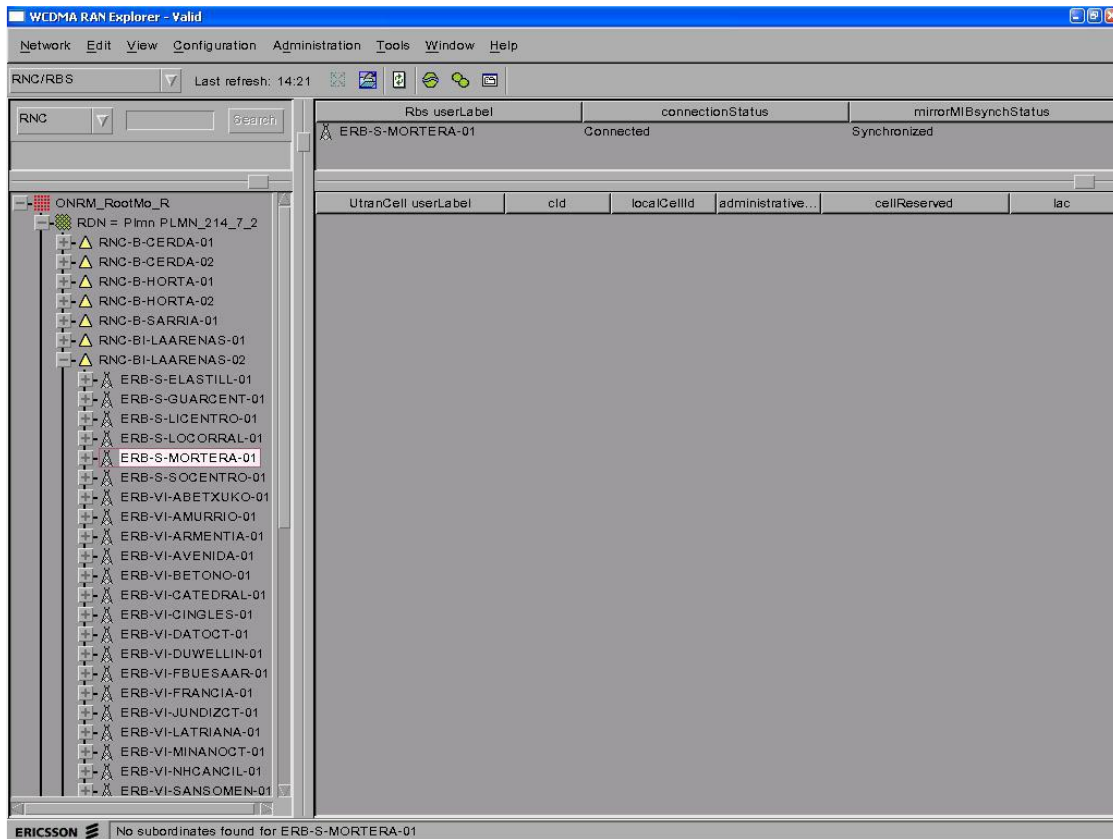 WCDMA RAN Explorer - Valid
Network Edit View Configuration Administration Tools Window Help
RNC/RBS Last refresh: 14:21
RNC Search
Rbs userLabel connectionStatus mirrorMIBsynchStatus
ERB-S-MORTERA-01 Connected Synchronized
UtranCell userLabel cId localCellId administrative... cellReserved lac
ONRM_RootMo_R
RDN = Plmn PLMN_214_7_2
RNC-B-CERDA-01
RNC-B-CERDA-02
RNC-B-HORTA-01
RNC-B-HORTA-02
RNC-B-SARRIA-01
RNC-BI-LAARENAS-01
RNC-BI-LAARENAS-02
ERB-S-ELASTILL-01
ERB-S-GUARCENT-01
ERB-S-LICENTRO-01
ERB-S-LOCORRAL-01
ERB-S-MORTERA-01
ERB-S-SOCENTRO-01
ERB-VI-ABETXUKO-01
ERB-VI-AMURRIO-01
ERB-VI-ARMENTIA-01
ERB-VI-AVENIDA-01
ERB-VI-BETONO-01
ERB-VI-CATEDRAL-01
ERB-VI-CINGLES-01
ERB-VI-DATOCT-01
ERB-VI-DUWELLIN-01
ERB-VI-FBUESAAR-01
ERB-VI-FRANCIA-01
ERB-VI-JUNDIZCT-01
ERB-VI-LATRIANA-01
ERB-VI-MINANOCT-01
ERB-VI-NHCANCIL-01
ERB-VI-SANSOMEN-01
ERICSSON No subordinates found for ERB-S-MORTERA-01